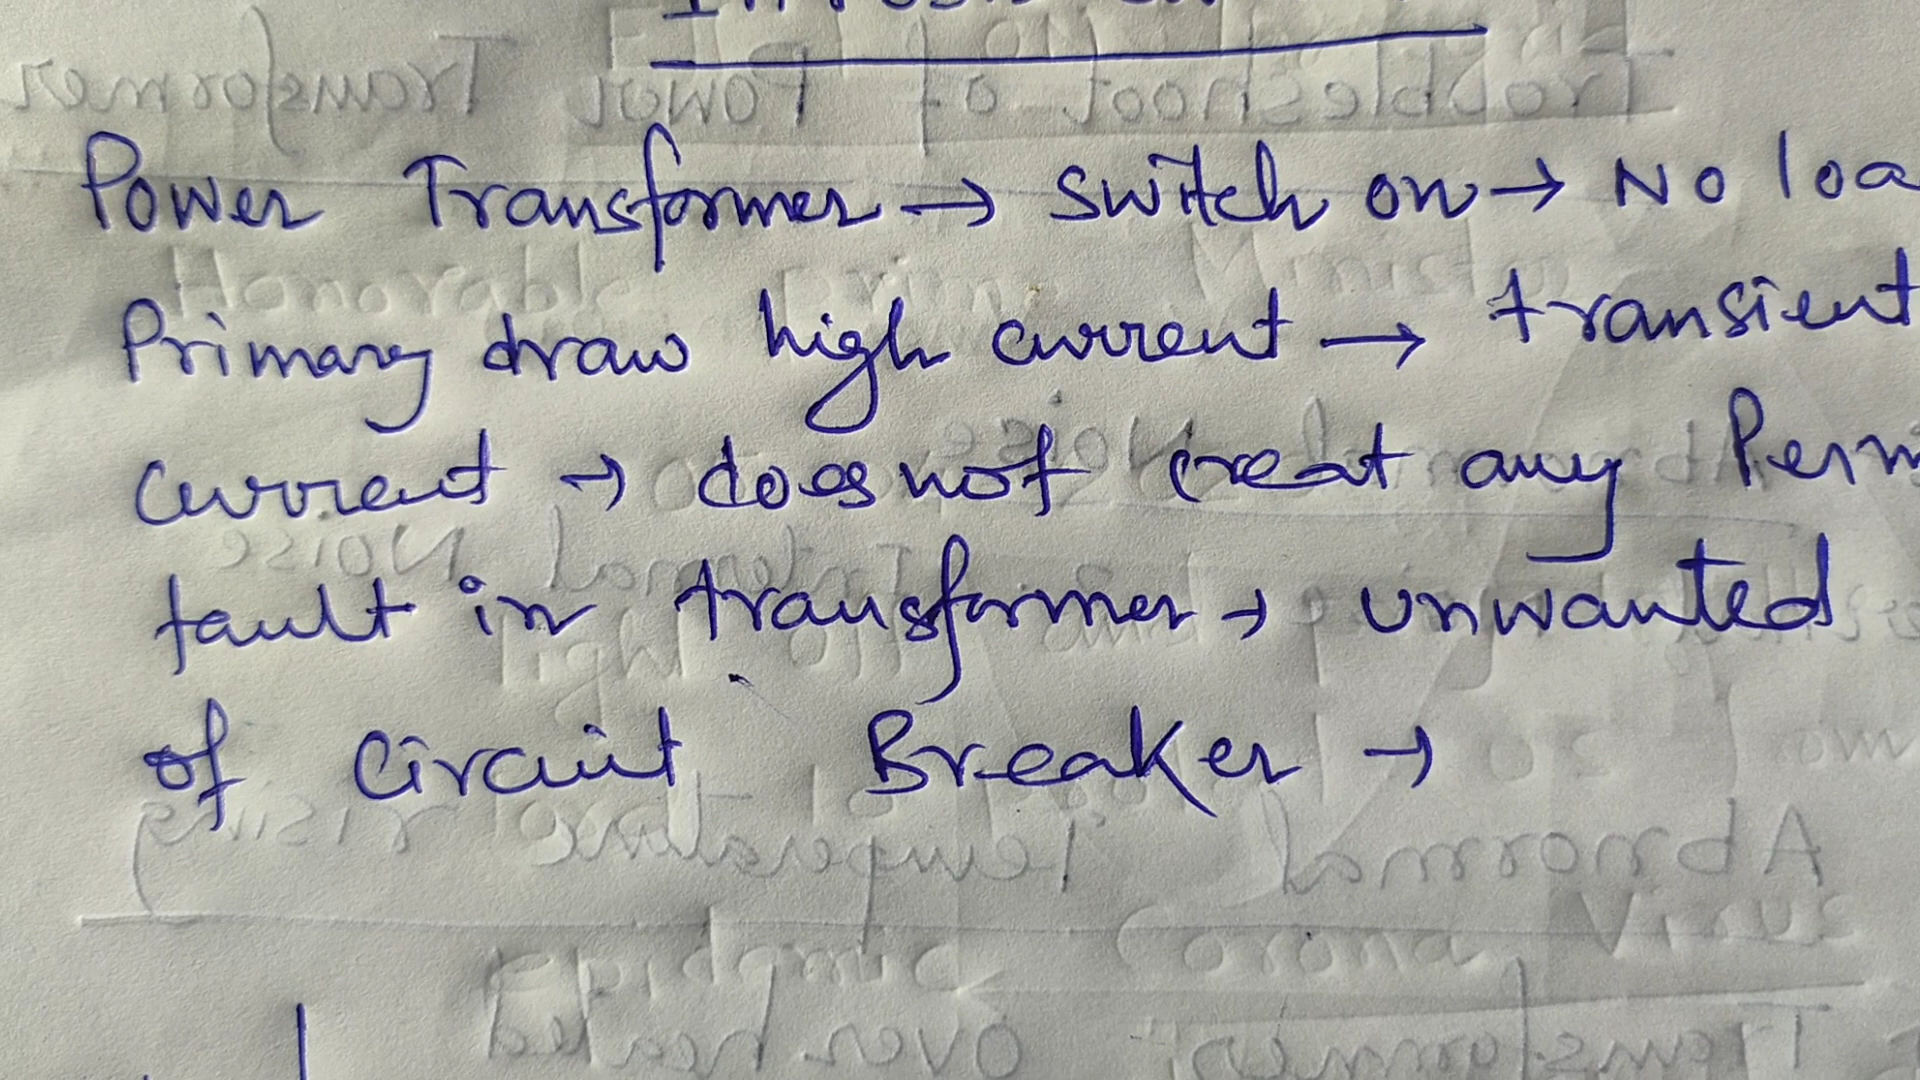 Power Transformer → switch on → No loa
Primary draw high current → transient
current → does not creat any Perm
fault in transformer → unwanted
of Circuit Breaker →